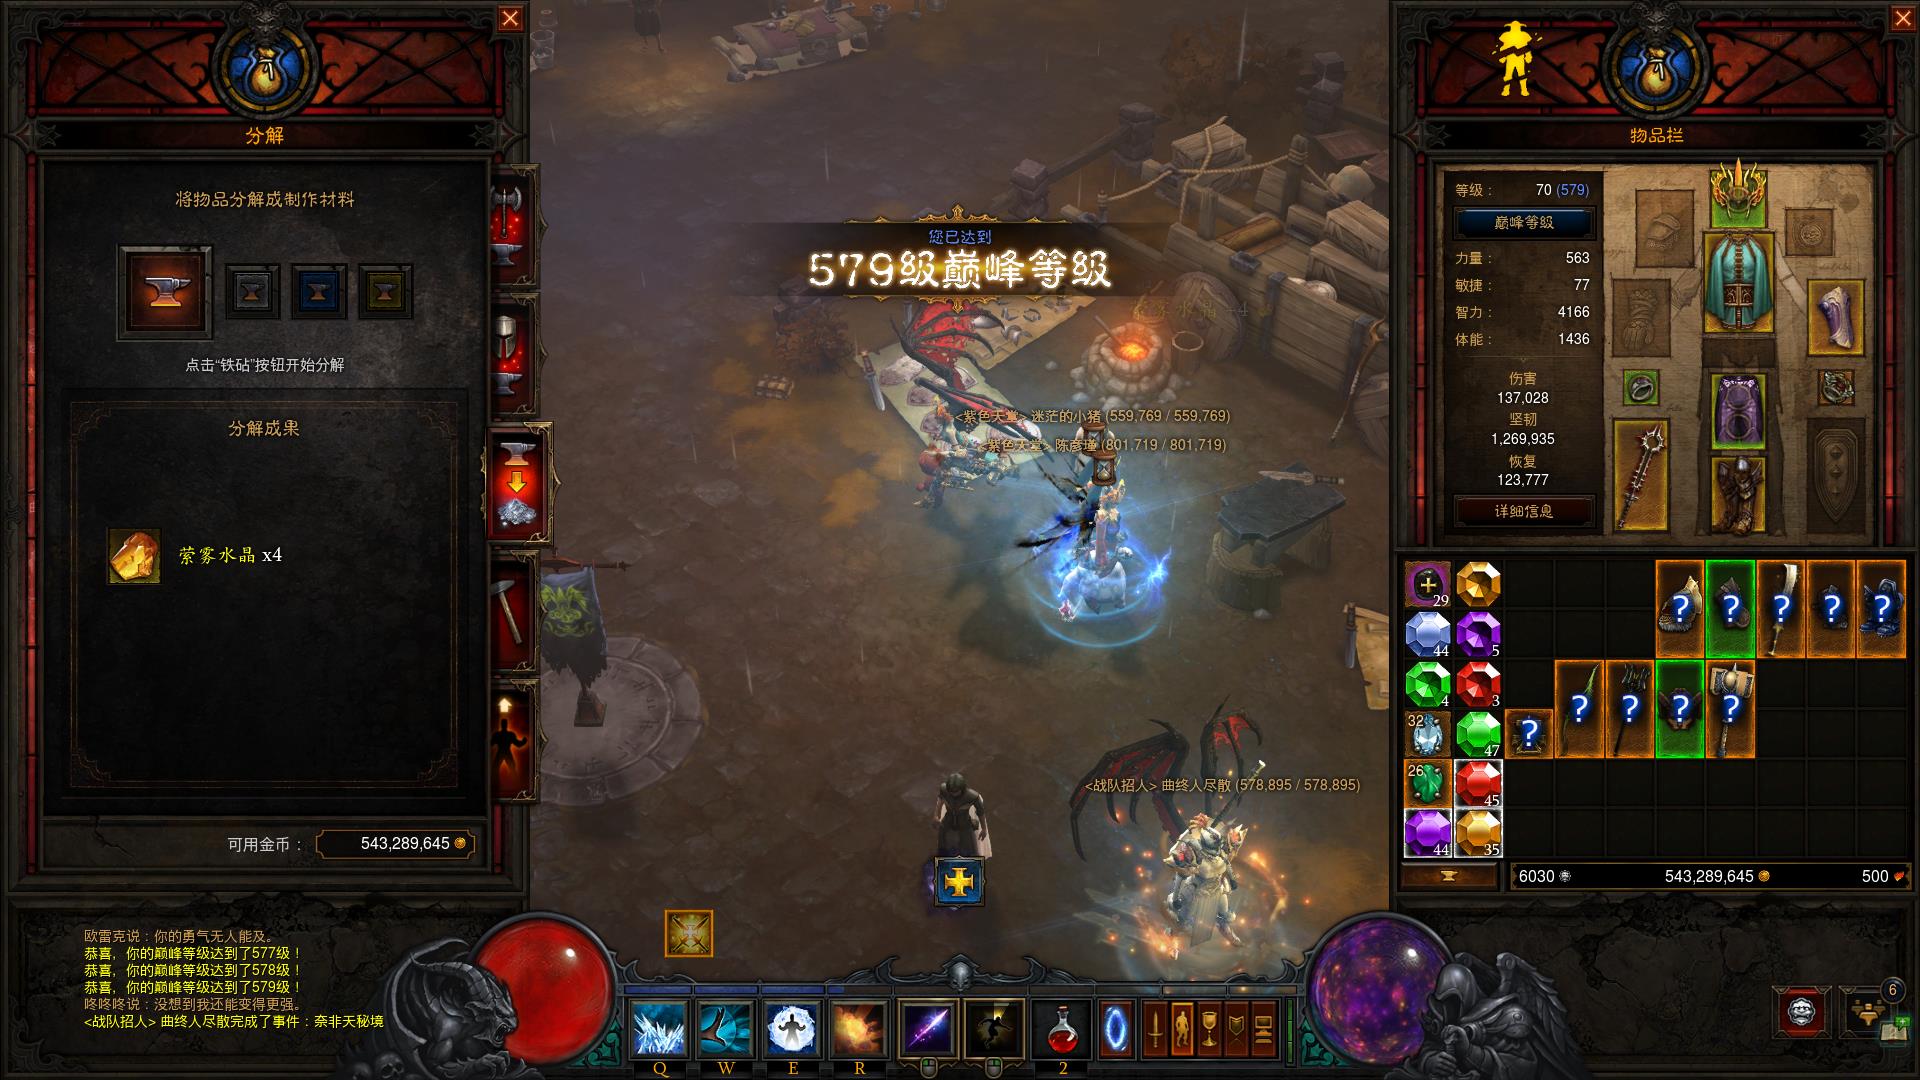 分解
将物品分解成制作材料
点击“铁砧”按钮开始分解
分解成果
萦雾水晶 x4
可用金币： 543,289,645
您已达到
579级巅峰等级
萦雾水晶 +4
<紫色天堂> 迷茫的小猪 (559,769 / 559,769)
<紫色天堂> 陈彦瑾 (801,719 / 801,719)
<战队招人> 曲终人尽散 (578,895 / 578,895)
物品栏
等级： 70 (579)
巅峰等级
力量： 563
敏捷： 77
智力： 4166
体能： 1436
伤害
137,028
坚韧
1,269,935
恢复
123,777
详细信息
29
44 5
4 3
32 47
26 45
44 35
? ? ? ? ?
? ? ? ? ?
6030 543,289,645 500
欧雷克说：你的勇气无人能及。
恭喜，你的巅峰等级达到了577级！
恭喜，你的巅峰等级达到了578级！
恭喜，你的巅峰等级达到了579级！
咚咚咚说：没想到我还能变得更强。
<战队招人> 曲终人尽散完成了事件：奈非天秘境
Q W E R 2
6